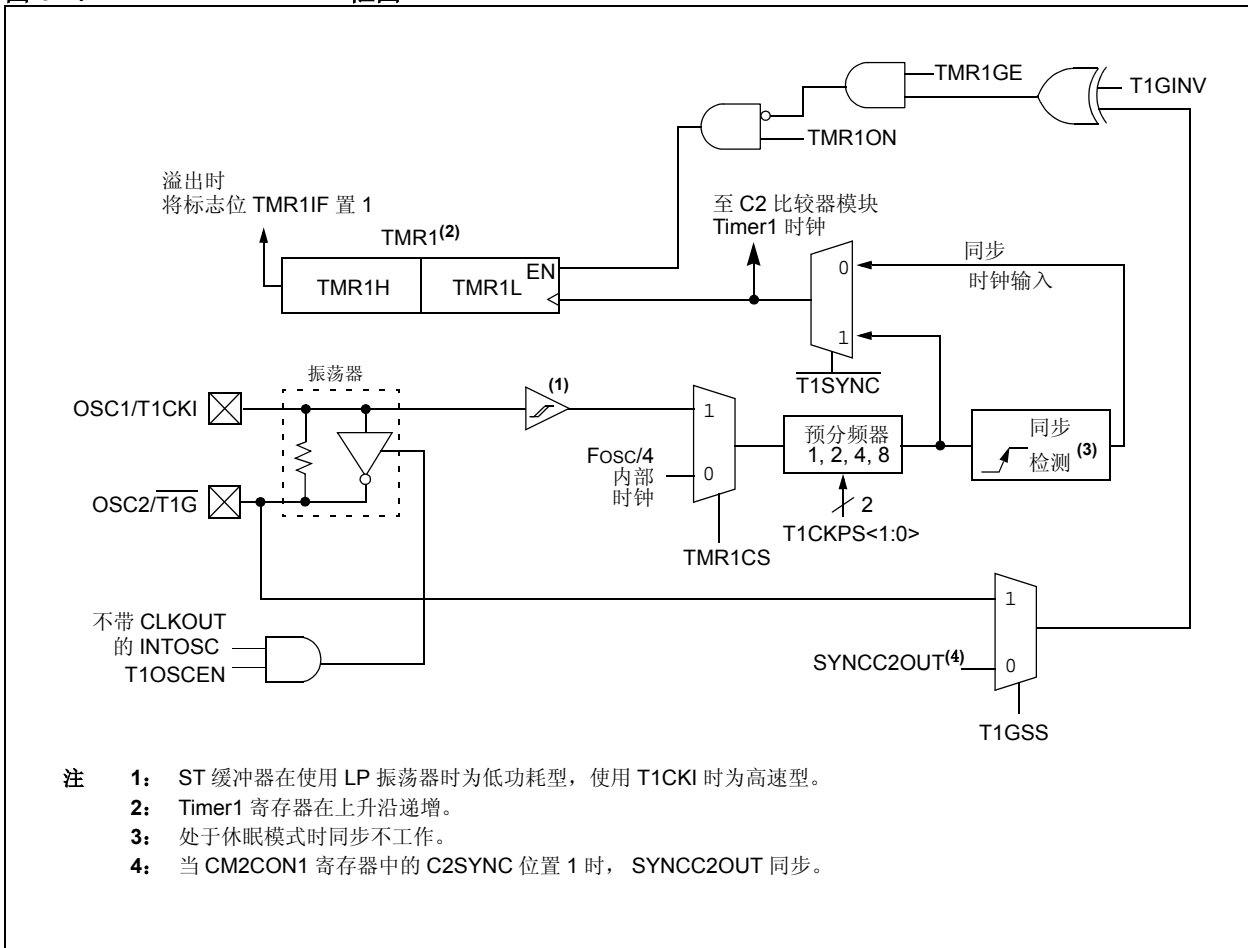 TMR1GE
T1GINV
TMR1ON
溢出时
将标志位 TMR1IF 置 1
至 C2 比较器模块
Timer1 时钟
TMR1(2)
EN
TMR1H
TMR1L
0
同步
时钟输入
1
T1SYNC
振荡器
(1)
OSC1/T1CKI
1
FOSC/4
内部
时钟
0
预分频器
1, 2, 4, 8
同步
检测 (3)
OSC2/T1G
2
T1CKPS<1:0>
TMR1CS
1
不带 CLKOUT
的 INTOSC
T1OSCEN
SYNCC2OUT(4)
0
T1GSS
注 1： ST 缓冲器在使用 LP 振荡器时为低功耗型，使用 T1CKI 时为高速型。
2： Timer1 寄存器在上升沿递增。
3： 处于休眠模式时同步不工作。
4： 当 CM2CON1 寄存器中的 C2SYNC 位置 1 时， SYNCC2OUT 同步。